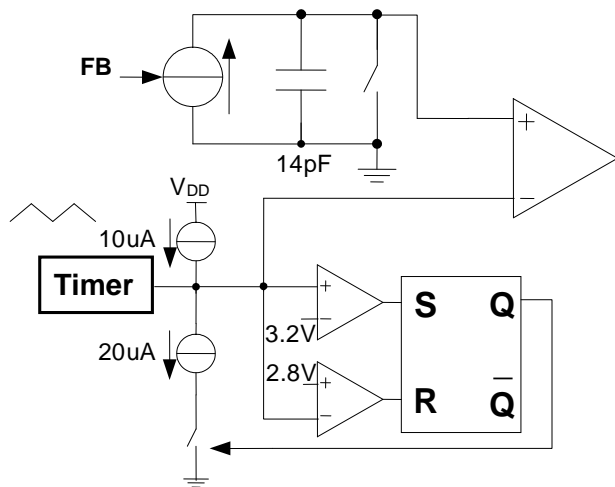 FB
14pF
+
−
VDD
10uA
Timer
+
−
3.2V
S
Q
20uA
2.8V
+
−
R
Q̅